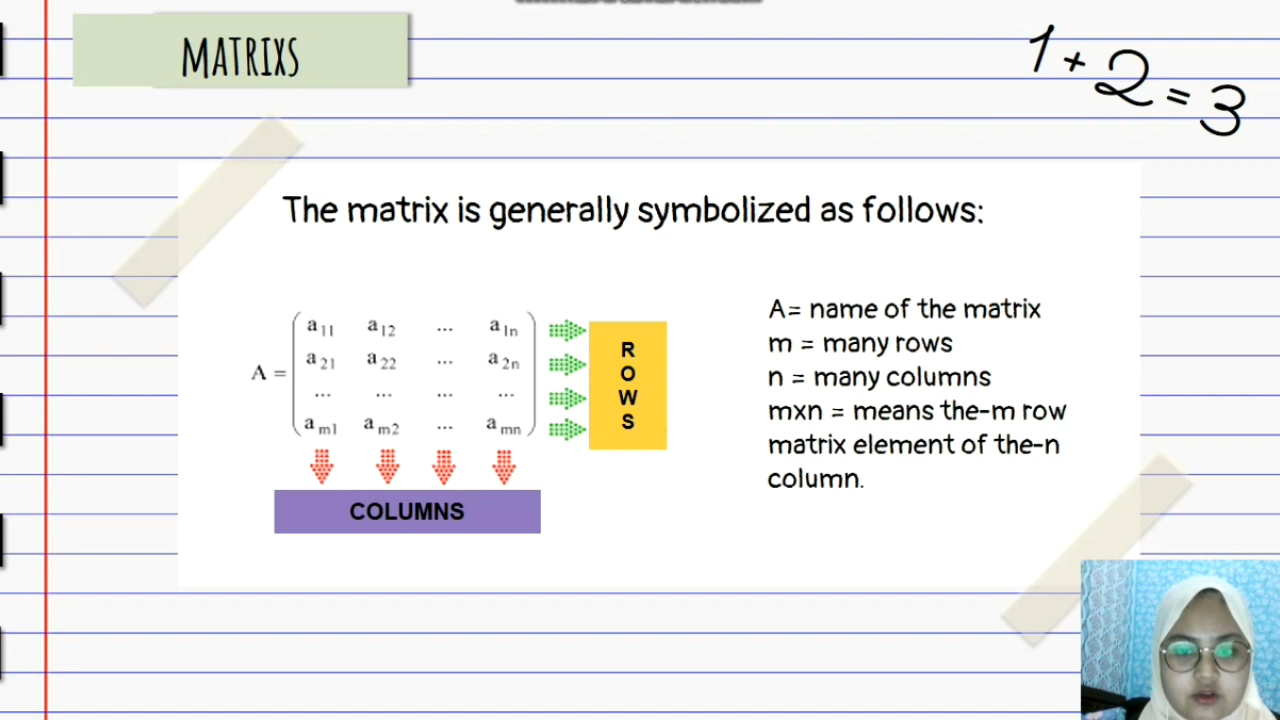 MATRIXS
1 + 2 = 3
The matrix is generally symbolized as follows:
A = ( a11 a12 ... a1n
a21 a22 ... a2n
... ... ... ...
am1 am2 ... amn )
ROWS
COLUMNS
A= name of the matrix
m = many rows
n = many columns
mxn = means the-m row
matrix element of the-n
column.